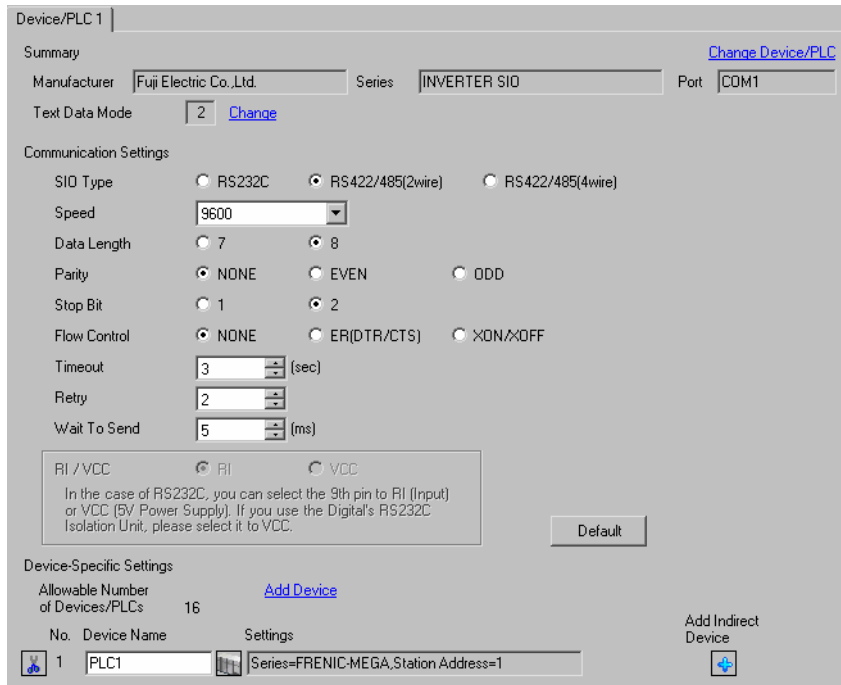 Device/PLC 1
Summary
Change Device/PLC
Manufacturer Fuji Electric Co.,Ltd. Series INVERTER SIO Port COM1
Text Data Mode 2 Change
Communication Settings
SIO Type RS232C RS422/485(2wire) RS422/485(4wire)
Speed 9600
Data Length 7 8
Parity NONE EVEN ODD
Stop Bit 1 2
Flow Control NONE ER(DTR/CTS) XON/XOFF
Timeout 3 (sec)
Retry 2
Wait To Send 5 (ms)
RI / VCC RI VCC
In the case of RS232C, you can select the 9th pin to RI (Input)
or VCC (5V Power Supply). If you use the Digital's RS232C
Isolation Unit, please select it to VCC.
Default
Device-Specific Settings
Allowable Number
of Devices/PLCs 16
Add Device
Add Indirect
Device
No. Device Name Settings
1 PLC1 Series=FRENIC-MEGA,Station Address=1